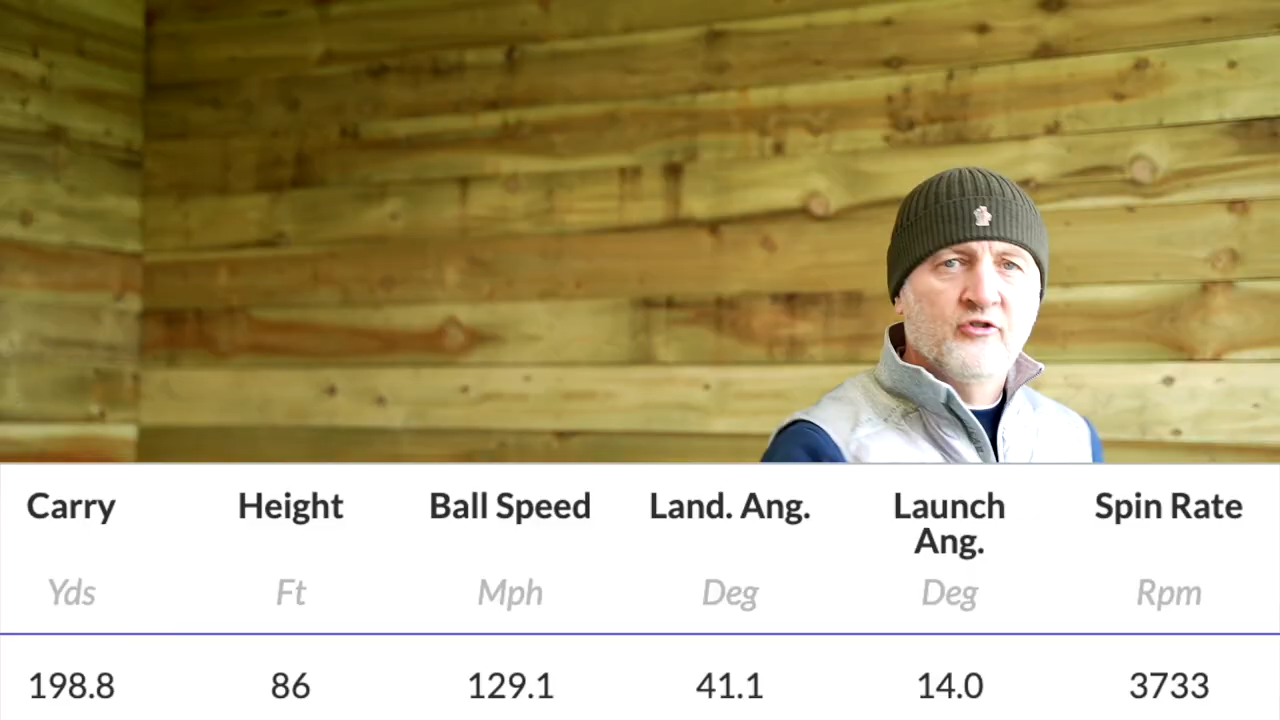 Carry Height Ball Speed Land. Ang. Launch Ang. Spin Rate
Yds Ft Mph Deg Deg Rpm
198.8 86 129.1 41.1 14.0 3733